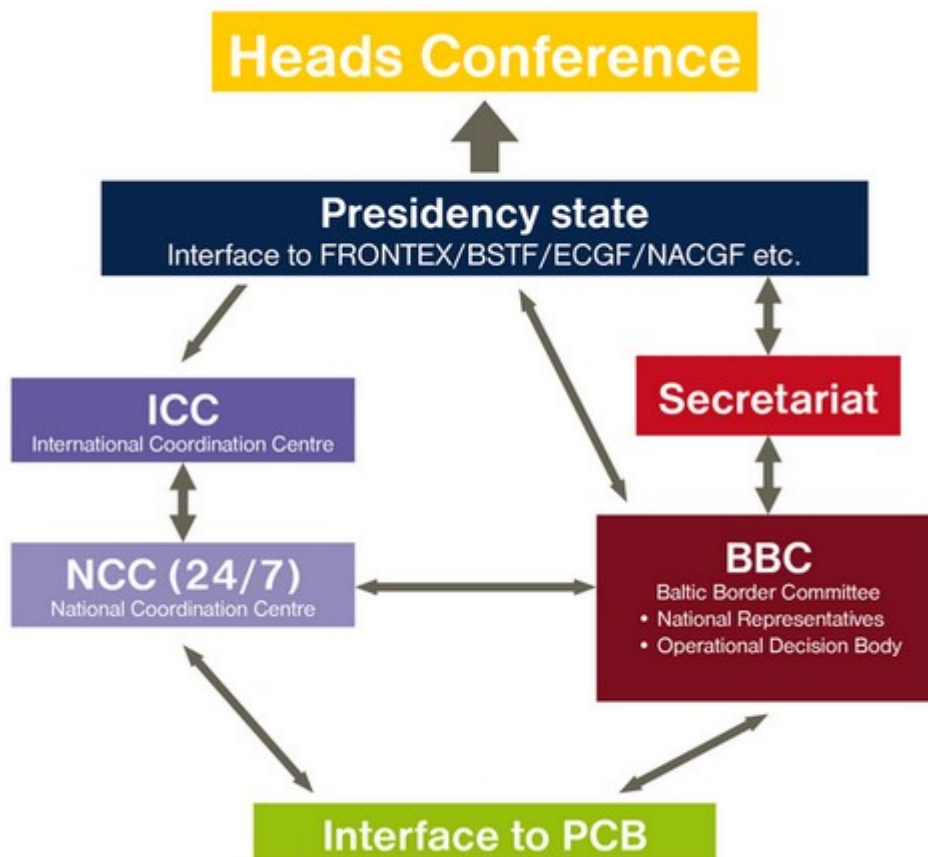 Heads Conference
Presidency state
Interface to FRONTEX/BSTF/ECGF/NACGF etc.
ICC
International Coordination Centre
Secretariat
NCC (24/7)
National Coordination Centre
BBC
Baltic Border Committee
• National Representatives
• Operational Decision Body
Interface to PCB